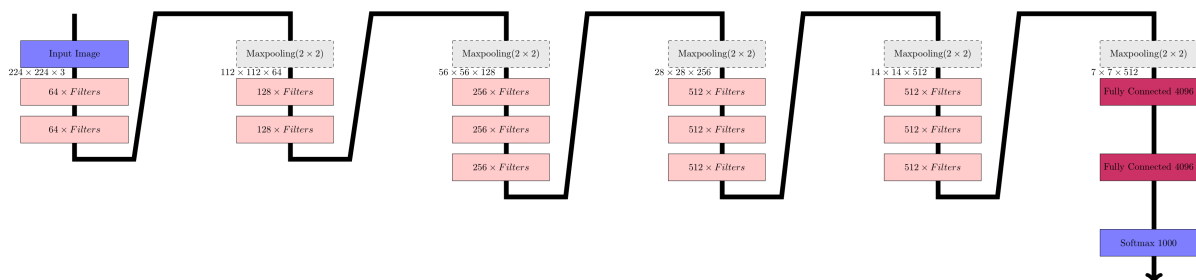 Input Image
224 × 224 × 3
64 × Filters
64 × Filters
Maxpooling(2 × 2)
112 × 112 × 64
128 × Filters
128 × Filters
Maxpooling(2 × 2)
56 × 56 × 128
256 × Filters
256 × Filters
256 × Filters
Maxpooling(2 × 2)
28 × 28 × 256
512 × Filters
512 × Filters
512 × Filters
Maxpooling(2 × 2)
14 × 14 × 512
512 × Filters
512 × Filters
512 × Filters
Maxpooling(2 × 2)
7 × 7 × 512
Fully Connected 4096
Fully Connected 4096
Softmax 1000